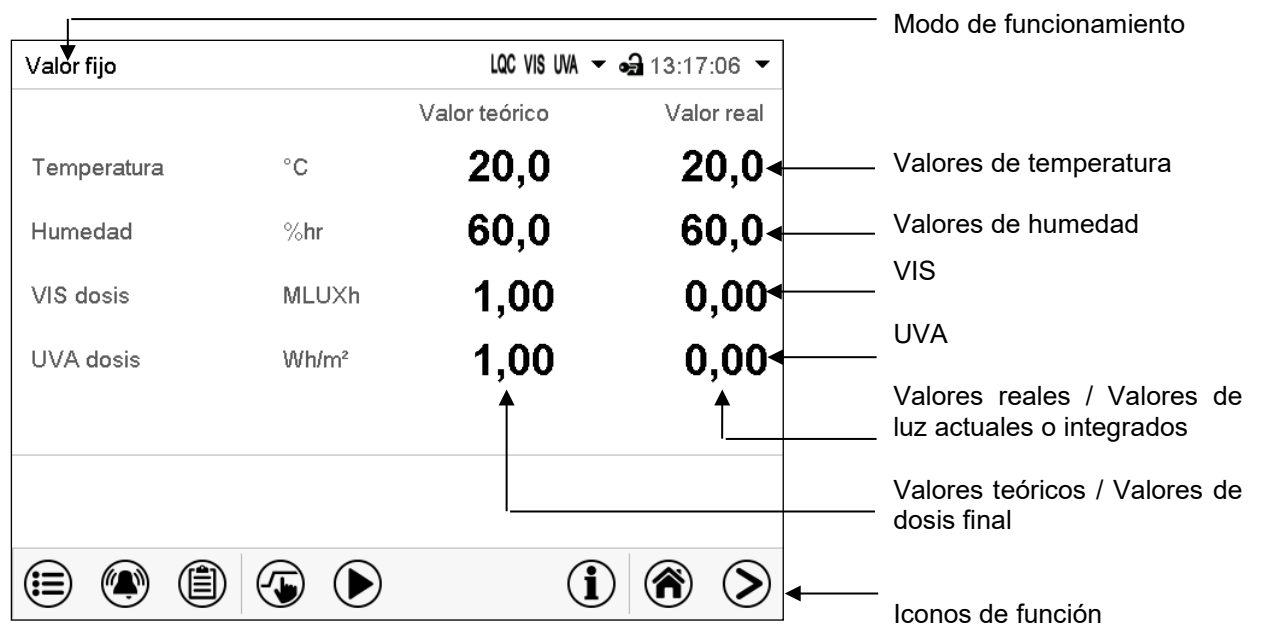 Modo de funcionamiento
Valor fijo LQC VIS UVA 13:17:06
Valor teórico Valor real
Temperatura °C 20,0 20,0
Valores de temperatura
Humedad %hr 60,0 60,0
Valores de humedad
VIS dosis MLUXh 1,00 0,00
VIS
UVA dosis Wh/m² 1,00 0,00
UVA
Valores reales / Valores de
luz actuales o integrados
Valores teóricos / Valores de
dosis final
Iconos de función